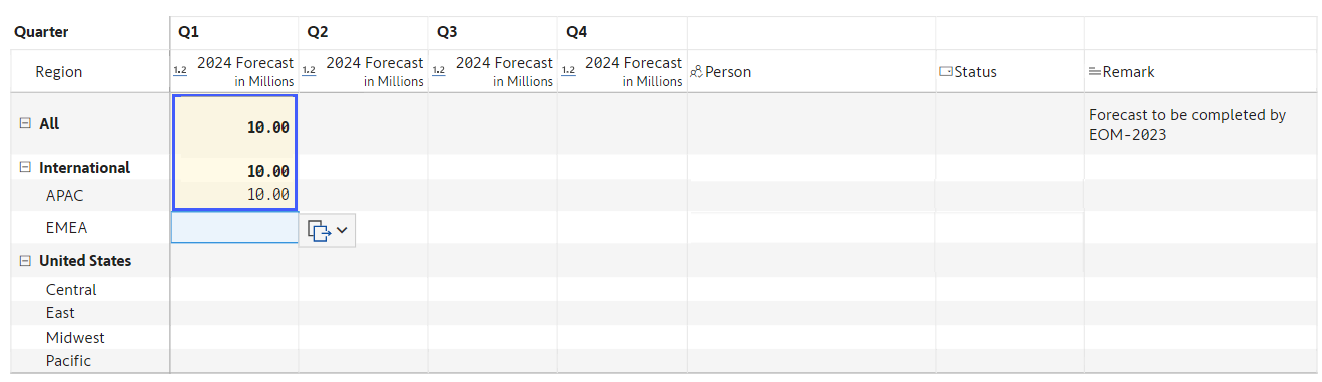 Quarter Q1 Q2 Q3 Q4
Region 1.2 2024 Forecast 1.2 2024 Forecast 1.2 2024 Forecast 1.2 2024 Forecast Person Status Remark
in Millions in Millions in Millions in Millions
All 10.00 Forecast to be completed by
EOM-2023
International 10.00
APAC 10.00
EMEA
United States
Central
East
Midwest
Pacific